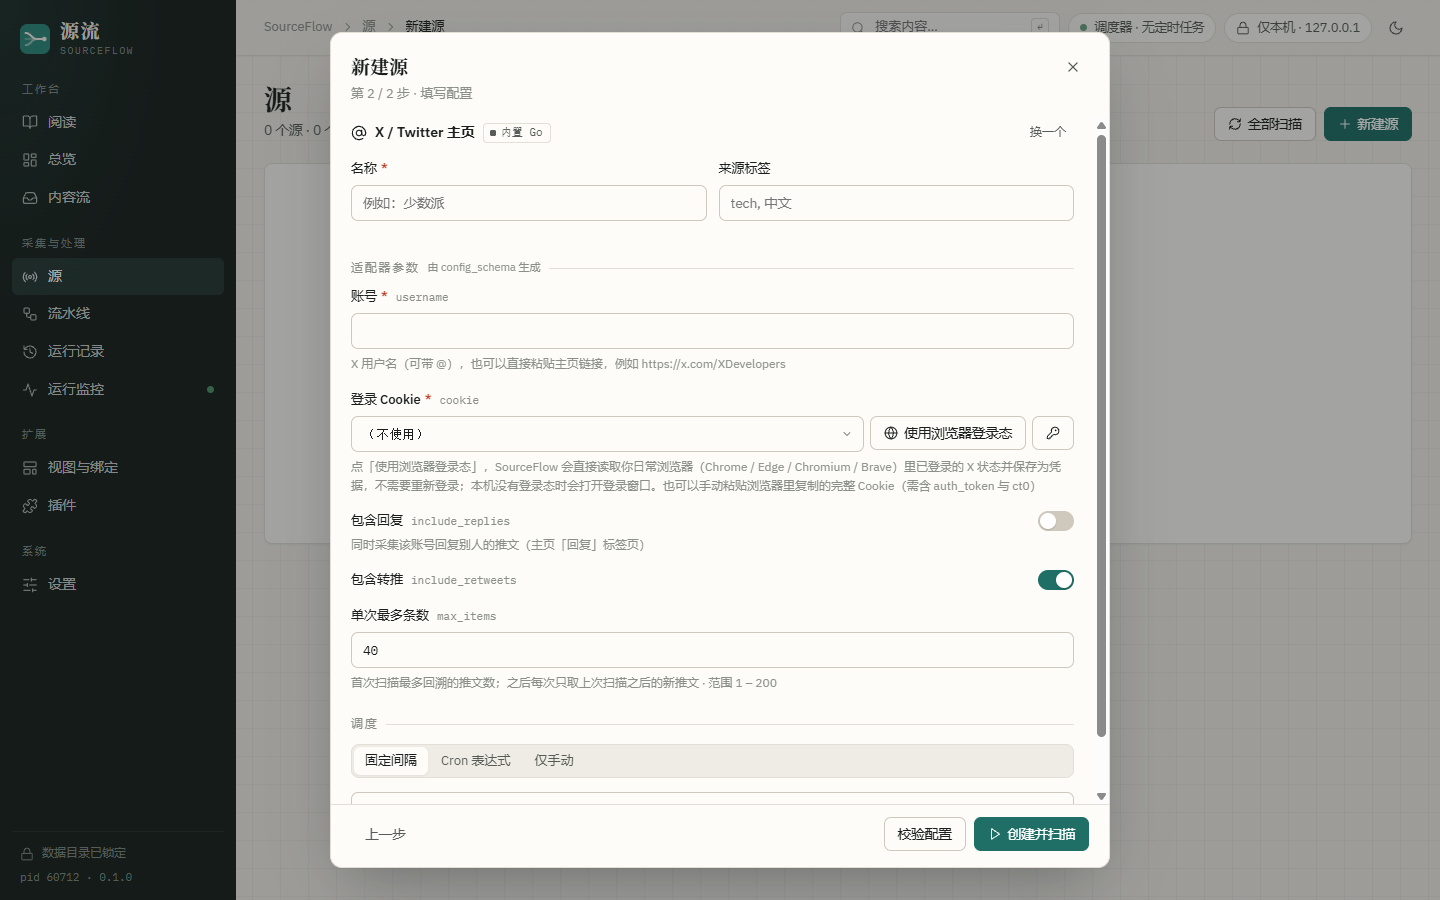 源流
SOURCEFLOW
工作台
阅读
总览
内容流
采集与处理
源
流水线
运行记录
运行监控
扩展
视图与绑定
插件
系统
设置
数据目录已锁定
pid 60712 · 0.1.0
SourceFlow > 源 > 新建源
搜索内容...
调度器 · 无定时任务
仅本机 · 127.0.0.1
源
0 个源 · 0
全部扫描
新建源
新建源
第 2 / 2 步 · 填写配置
X / Twitter 主页
内置 Go
换一个
名称 *
来源标签
例如：少数派
tech, 中文
适配器参数 由 config_schema 生成
账号 * username
X 用户名（可带 @），也可以直接粘贴主页链接，例如 https://x.com/XDevelopers
登录 Cookie * cookie
（不使用）
使用浏览器登录态
点「使用浏览器登录态」，SourceFlow 会直接读取你日常浏览器（Chrome / Edge / Chromium / Brave）里已登录的 X 状态并保存为凭
据，不需要重新登录；本机没有登录态时会打开登录窗口。也可以手动粘贴浏览器里复制的完整 Cookie（需含 auth_token 与 ct0）
包含回复 include_replies
同时采集该账号回复别人的推文（主页「回复」标签页）
包含转推 include_retweets
单次最多条数 max_items
40
首次扫描最多回溯的推文数；之后每次只取上次扫描之后的新推文 · 范围 1 – 200
调度
固定间隔
Cron 表达式
仅手动
上一步
校验配置
创建并扫描